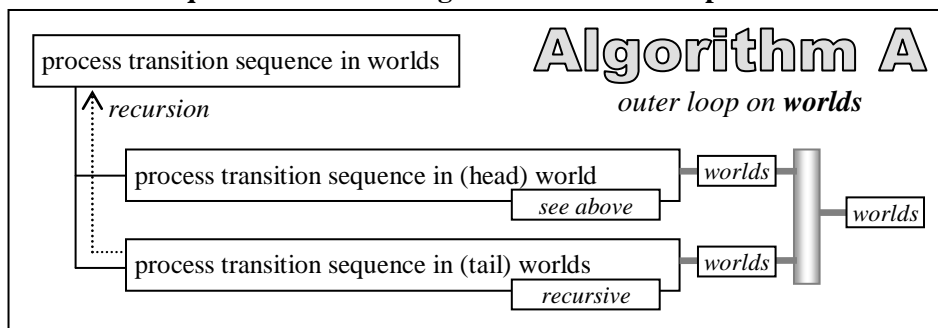 process transition sequence in worlds
Algorithm A
outer loop on worlds
recursion
process transition sequence in (head) world
worlds
see above
worlds
process transition sequence in (tail) worlds
worlds
recursive